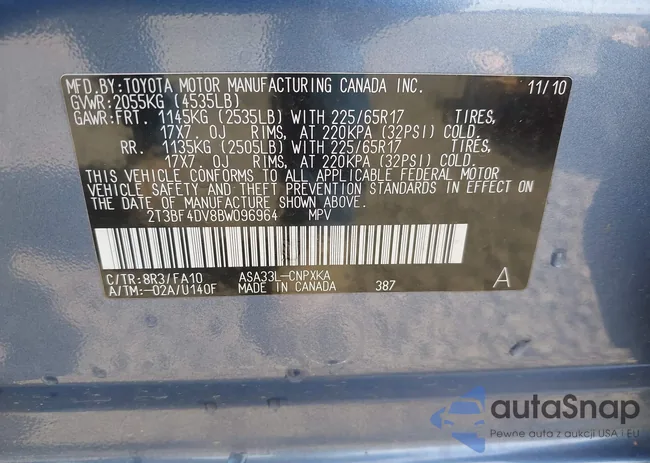 MFD.BY:TOYOTA MOTOR MANUFACTURING CANADA INC. 11/10
GVWR:2055KG (4535LB)
GAWR:FRT. 1145KG (2535LB) WITH 225/65R17 TIRES,
17X7. 0J RIMS, AT 220KPA (32PSI) COLD.
RR. 1135KG (2505LB) WITH 225/65R17 TIRES,
17X7. 0J RIMS, AT 220KPA (32PSI) COLD.
THIS VEHICLE CONFORMS TO ALL APPLICABLE FEDERAL MOTOR
VEHICLE SAFETY AND THEFT PREVENTION STANDARDS IN EFFECT ON
THE DATE OF MANUFACTURE SHOWN ABOVE.
2T3BF4DV8BW096964 MPV
C/TR:8R3/FA10 ASA33L-CNPXKA
A/TM:-02A/U140F MADE IN CANADA 387 A
autaSnap
Pewne auta z aukcji USA i EU